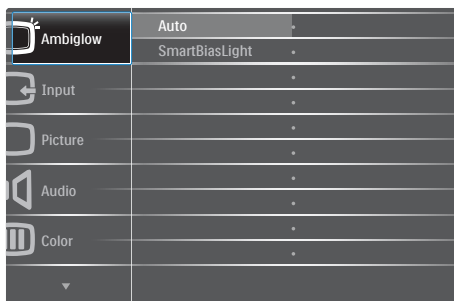 Ambiglow
Auto
SmartBiasLight
Input
Picture
Audio
Color